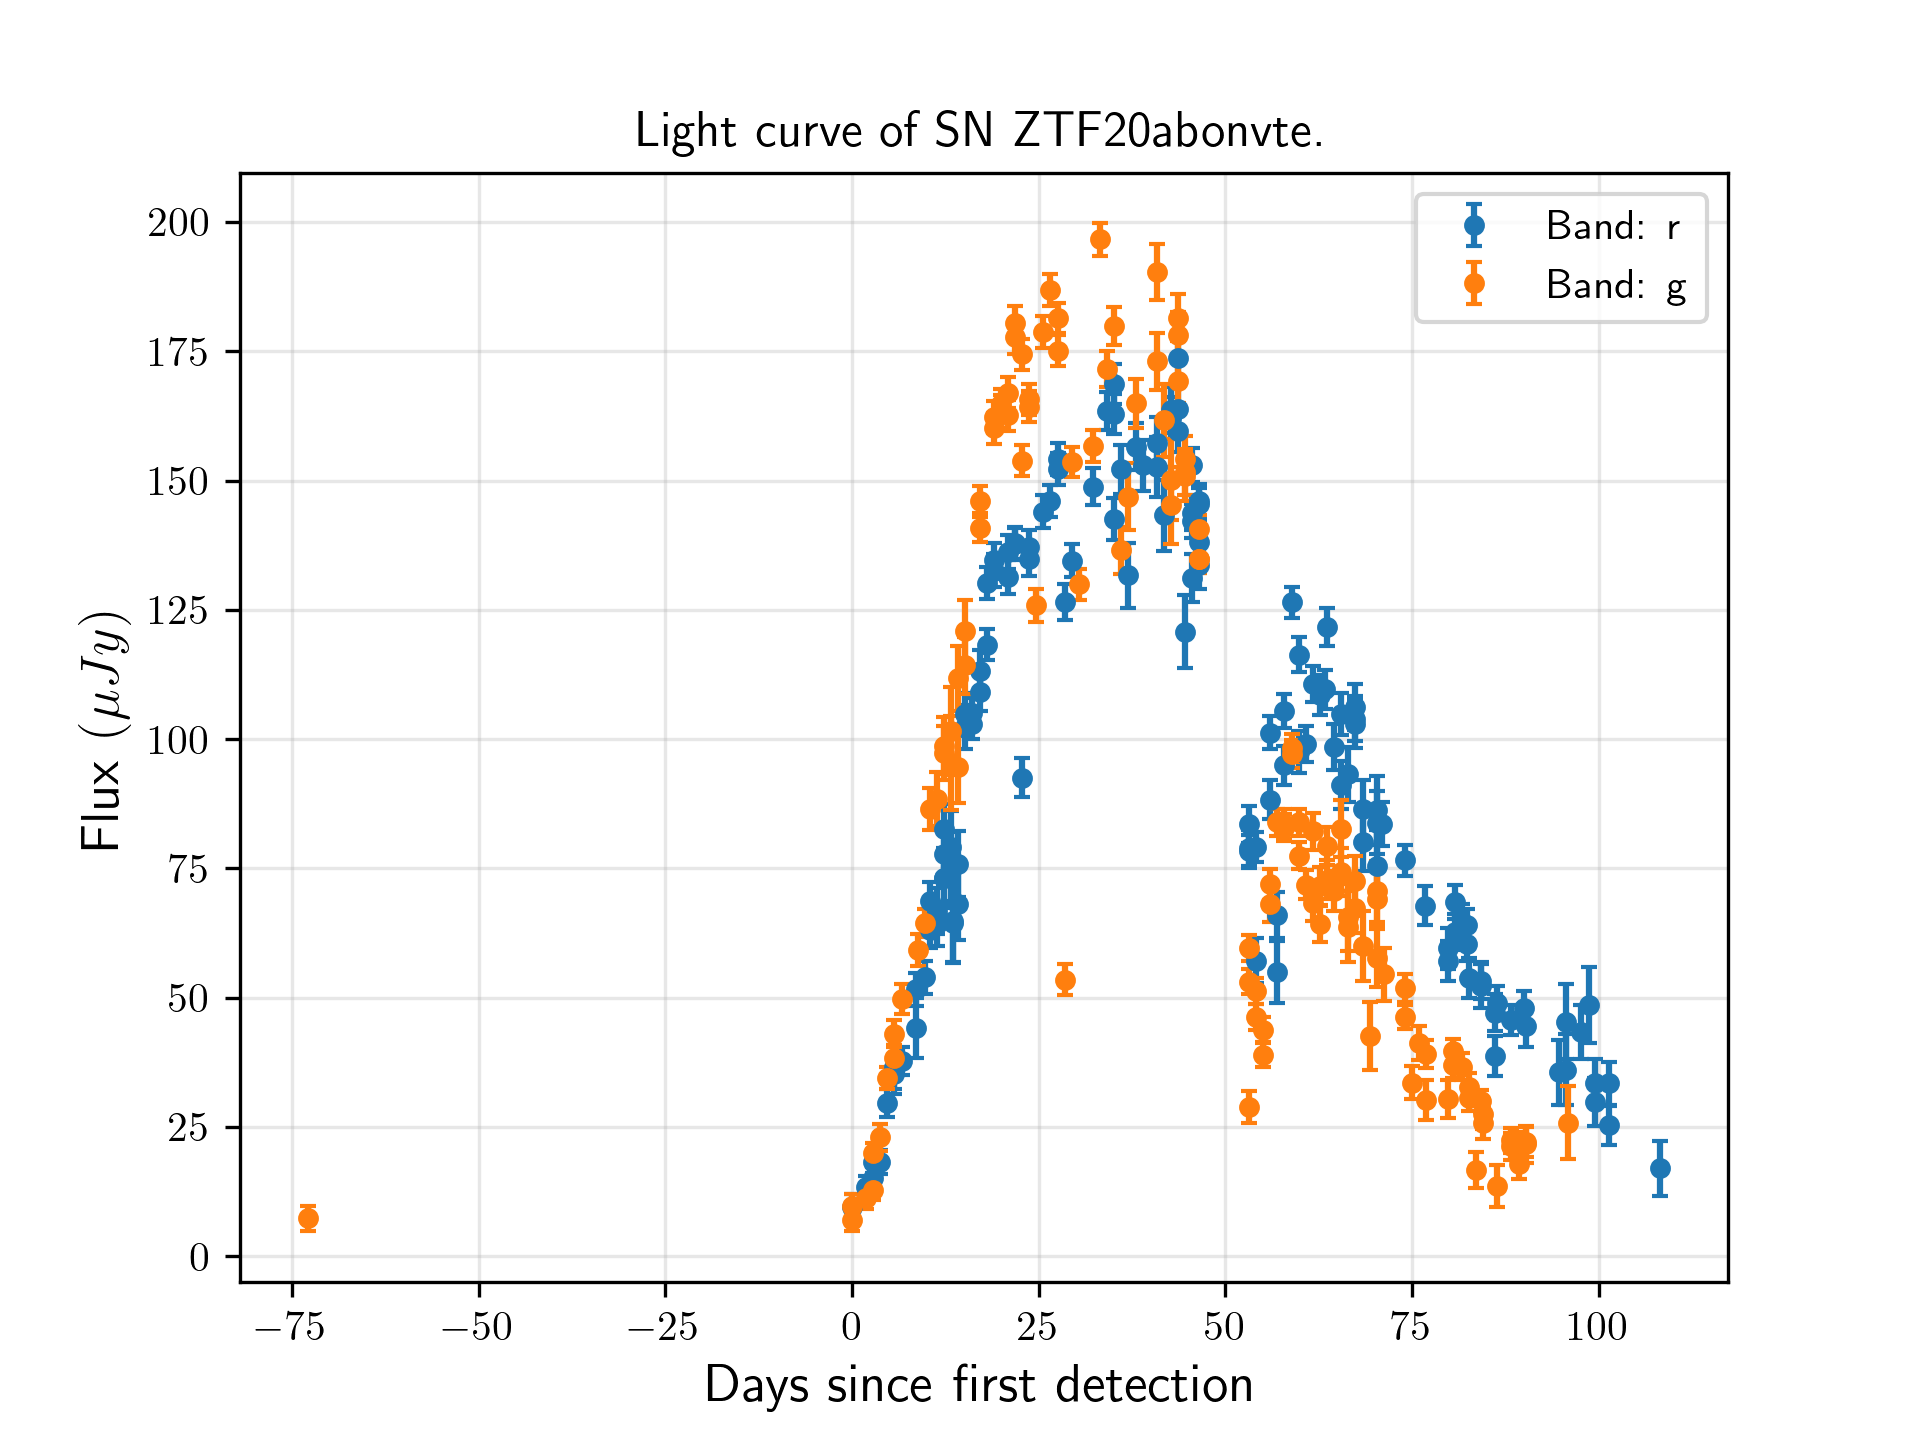 Light curve of SN ZTF20abonvte.
Band: r
Band: g
200
175
150
125
100
75
50
25
0
Flux (μJy)
−75 −50 −25 0 25 50 75 100
Days since first detection